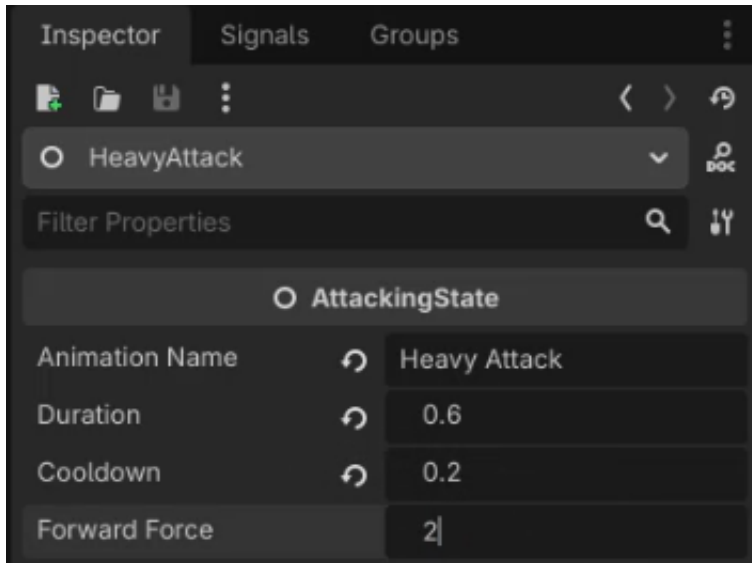 Inspector Signals Groups
HeavyAttack
DOC
Filter Properties
AttackingState
Animation Name Heavy Attack
Duration 0.6
Cooldown 0.2
Forward Force 2